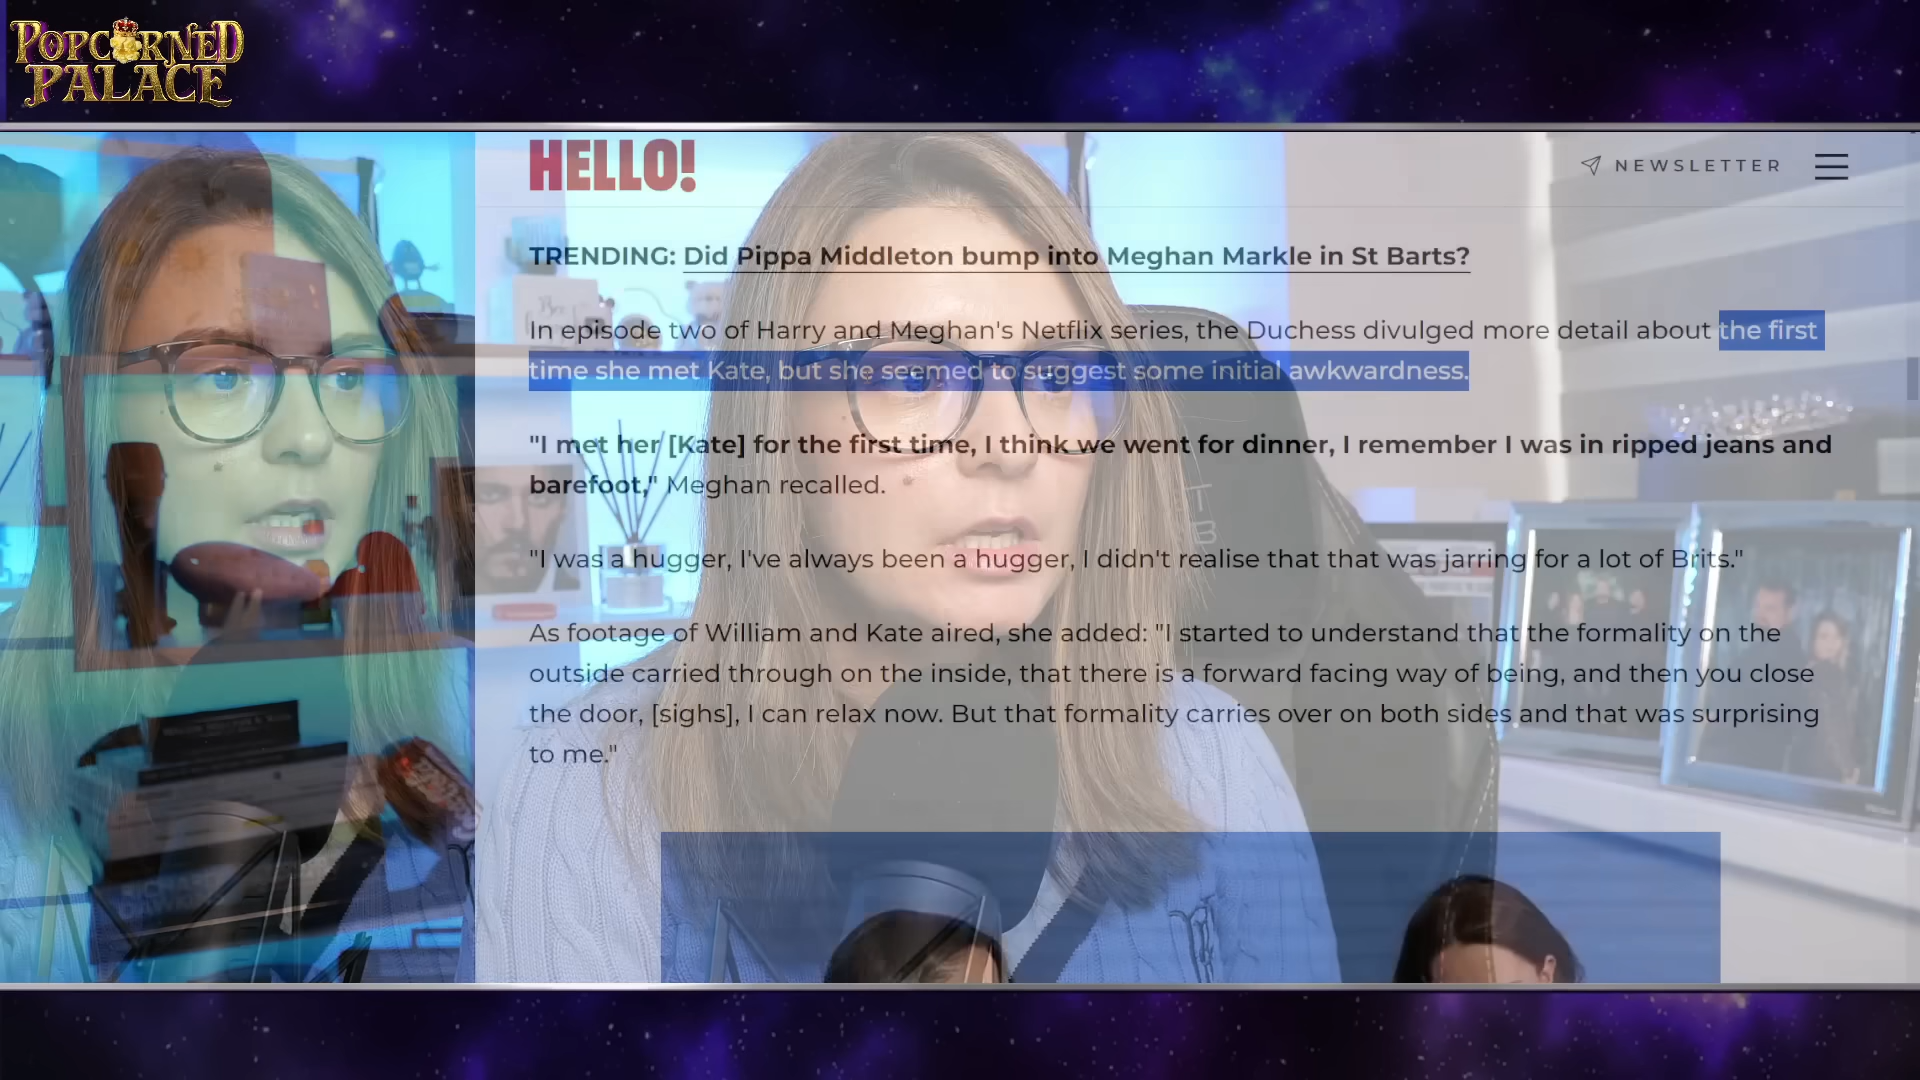 POPCORNED
PALACE
HELLO!
NEWSLETTER
TRENDING: Did Pippa Middleton bump into Meghan Markle in St Barts?
In episode two of Harry and Meghan's Netflix series, the Duchess divulged more detail about the first
time she met Kate, but she seemed to suggest some initial awkwardness.
"I met her [Kate] for the first time, I think we went for dinner, I remember I was in ripped jeans and
barefoot," Meghan recalled.
"I was a hugger, I've always been a hugger, I didn't realise that that was jarring for a lot of Brits."
As footage of William and Kate aired, she added: "I started to understand that the formality on the
outside carried through on the inside, that there is a forward facing way of being, and then you close
the door, [sighs], I can relax now. But that formality carries over on both sides and that was surprising
to me."